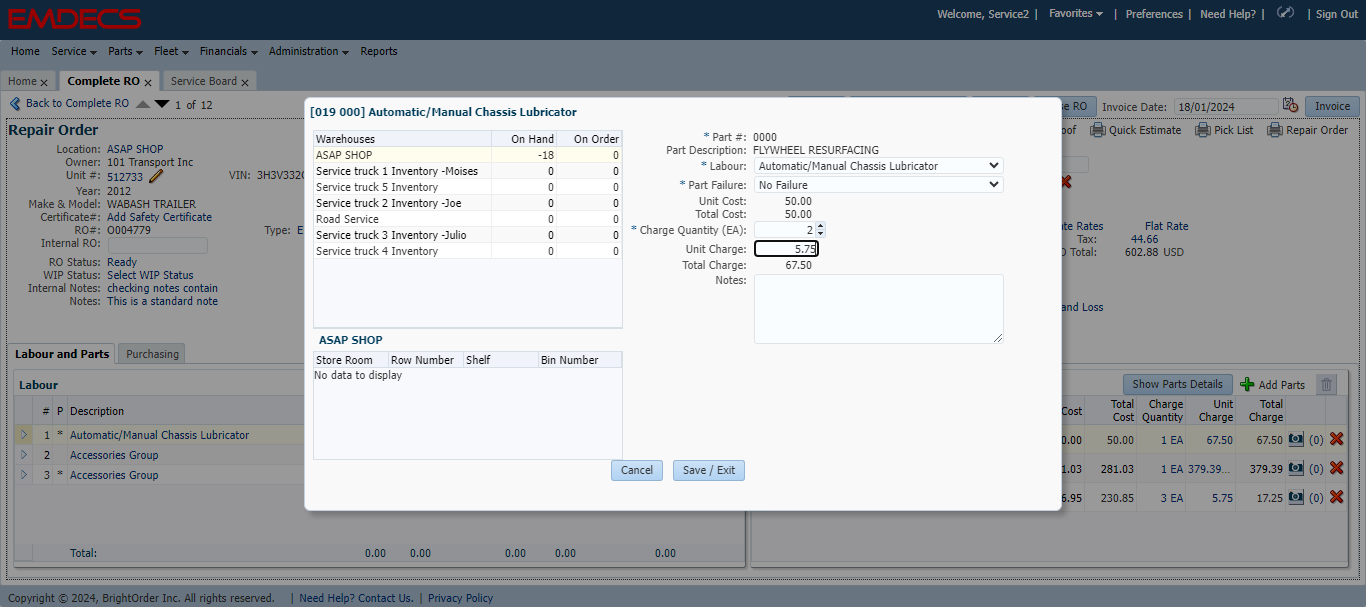 EMDECS
Welcome, Service2 | Favorites | Preferences | Need Help? | | Sign Out
Home Service Parts Fleet Financials Administration Reports
Home x Complete RO x Service Board x
Back to Complete RO 1 of 12
RO Invoice Date: 18/01/2024 Invoice
Repair Order
Quick Estimate Pick List Repair Order
Location: ASAP SHOP
Owner: 101 Transport Inc
Unit #: 512733 VIN: 3H3V332C
Year: 2012
Make & Model: WABASH TRAILER
Certificate#: Add Safety Certificate
RO#: O004779 Type: E
Internal RO:
RO Status: Ready
WIP Status: Select WIP Status
Internal Notes: checking notes contain
Notes: This is a standard note
Rates Flat Rate
Tax: 44.66
Total: 602.88 USD
and Loss
[019 000] Automatic/Manual Chassis Lubricator
Warehouses On Hand On Order
ASAP SHOP -18 0
Service truck 1 Inventory -Moises 0 0
Service truck 5 Inventory 0 0
Service truck 2 Inventory -Joe 0 0
Road Service 0 0
Service truck 3 Inventory -Julio 0 0
Service truck 4 Inventory 0 0
* Part #: 0000
Part Description: FLYWHEEL RESURFACING
* Labour: Automatic/Manual Chassis Lubricator
* Part Failure: No Failure
Unit Cost: 50.00
Total Cost: 50.00
* Charge Quantity (EA): 2
Unit Charge: 5.75
Total Charge: 67.50
Notes:
ASAP SHOP
Store Room Row Number Shelf Bin Number
No data to display
Cancel Save / Exit
Labour and Parts Purchasing
Labour
# P Description
1 * Automatic/Manual Chassis Lubricator
2 Accessories Group
3 * Accessories Group
Total: 0.00 0.00 0.00 0.00 0.00
Show Parts Details Add Parts
Cost Total Cost Charge Quantity Unit Charge Total Charge
0.00 50.00 1 EA 67.50 67.50 (0)
1.03 281.03 1 EA 379.39... 379.39 (0)
6.95 230.85 3 EA 5.75 17.25 (0)
Copyright © 2024, BrightOrder Inc. All rights reserved. | Need Help? Contact Us. | Privacy Policy